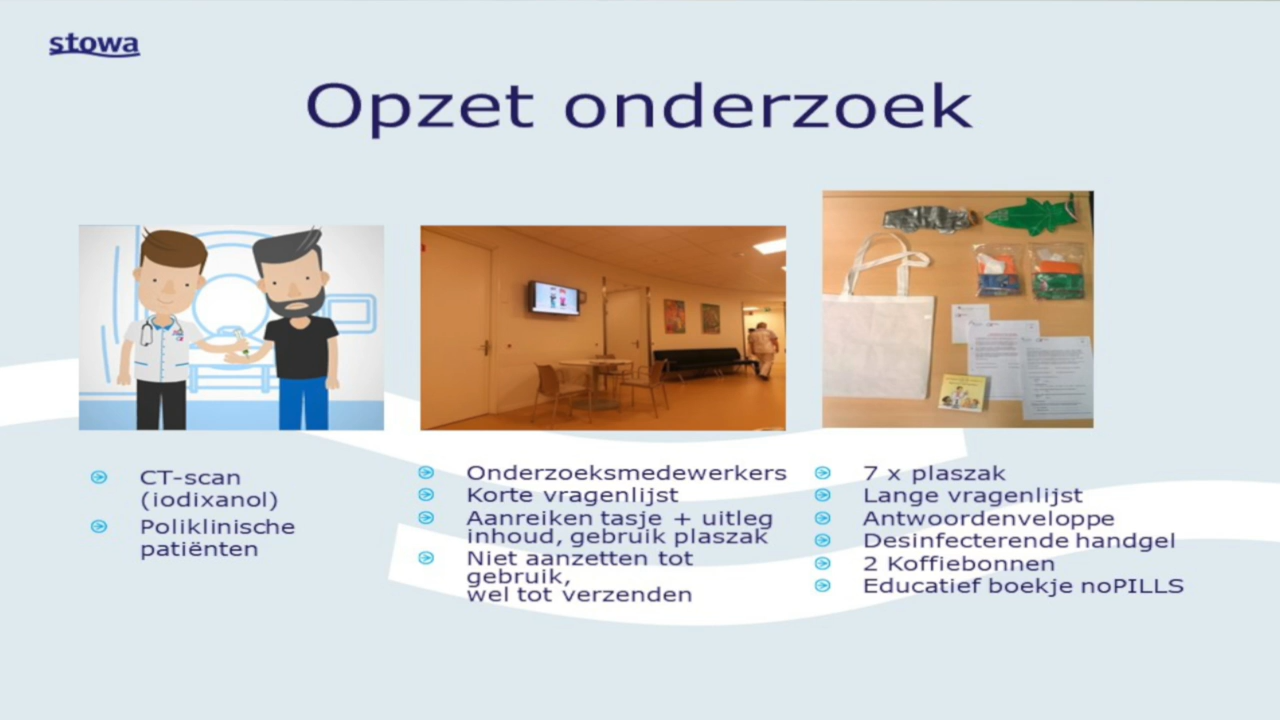 stowa
Opzet onderzoek
CT-scan
(iodixanol)
Poliklinische
patiënten
Onderzoeksmedewerkers
Korte vragenlijst
Aanreiken tasje + uitleg
inhoud, gebruik plaszak
Niet aanzetten tot
gebruik,
wel tot verzenden
7 x plaszak
Lange vragenlijst
Antwoordenveloppe
Desinfecterende handgel
2 Koffiebonnen
Educatief boekje noPILLS